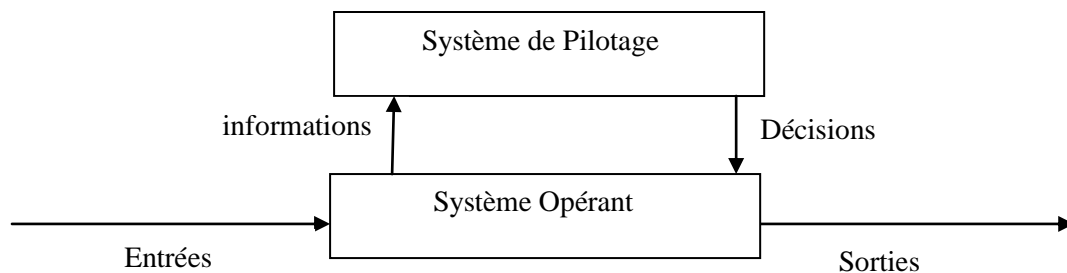 Système de Pilotage
informations
Décisions
Système Opérant
Entrées
Sorties